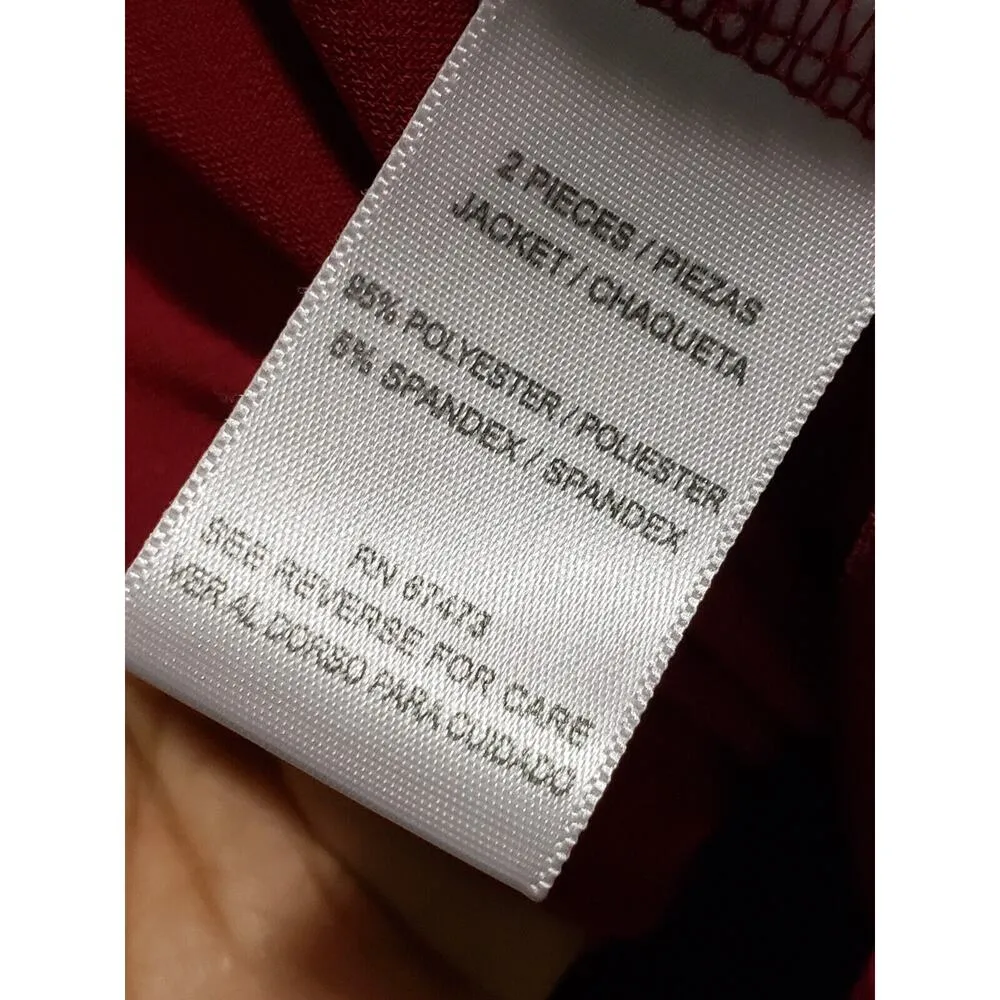 2 PIECES / PIEZAS
JACKET / CHAQUETA
95% POLYESTER / POLIESTER
5% SPANDEX / SPANDEX
RN 67473
SEE REVERSE FOR CARE
VER AL DORSO PARA CUIDADO